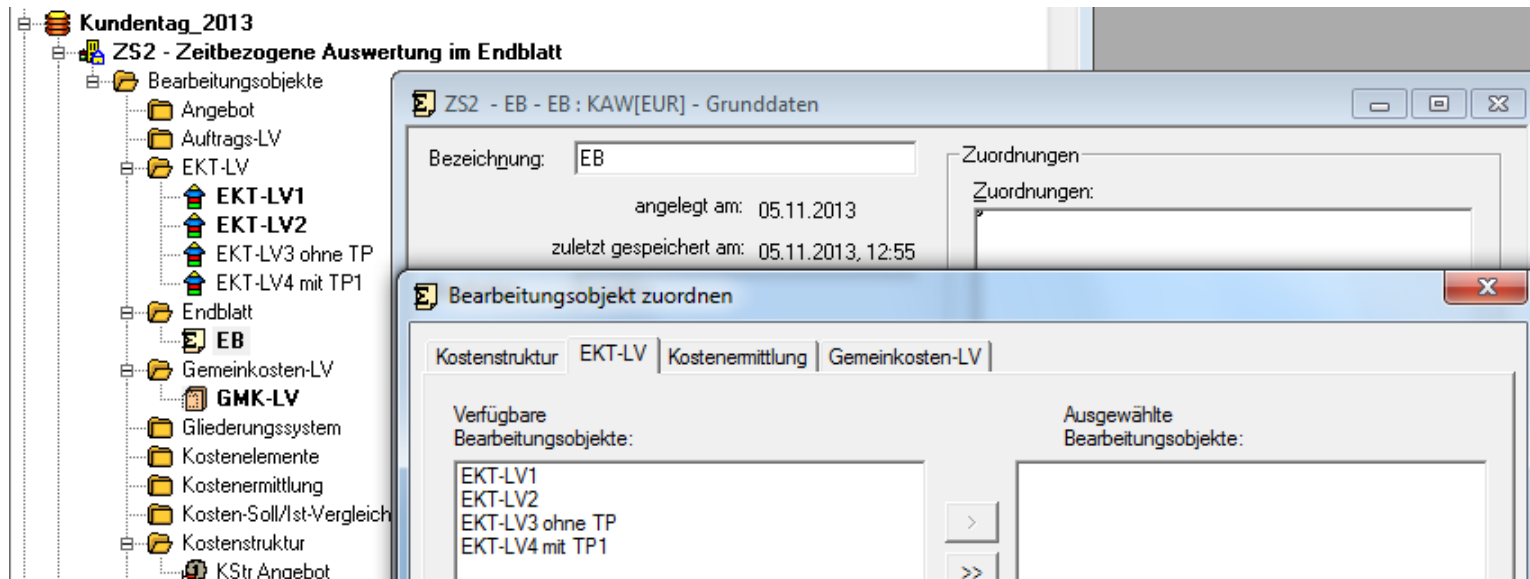 Kundentag_2013
ZS2 - Zeitbezogene Auswertung im Endblatt
Bearbeitungsobjekte
Angebot
Auftrags-LV
EKT-LV
EKT-LV1
EKT-LV2
EKT-LV3 ohne TP
EKT-LV4 mit TP1
Endblatt
EB
Gemeinkosten-LV
GMK-LV
Gliederungssystem
Kostenelemente
Kostenermittlung
Kosten-Soll/Ist-Vergleich
Kostenstruktur
KStr Angebot
ZS2 - EB - EB : KAW[EUR] - Grunddaten
Bezeichnung: EB
angelegt am: 05.11.2013
zuletzt gespeichert am: 05.11.2013, 12:55
Zuordnungen
Zuordnungen:
Bearbeitungsobjekt zuordnen
Kostenstruktur EKT-LV Kostenermittlung Gemeinkosten-LV
Verfügbare
Bearbeitungsobjekte:
EKT-LV1
EKT-LV2
EKT-LV3 ohne TP
EKT-LV4 mit TP1
>
>>
Ausgewählte
Bearbeitungsobjekte: